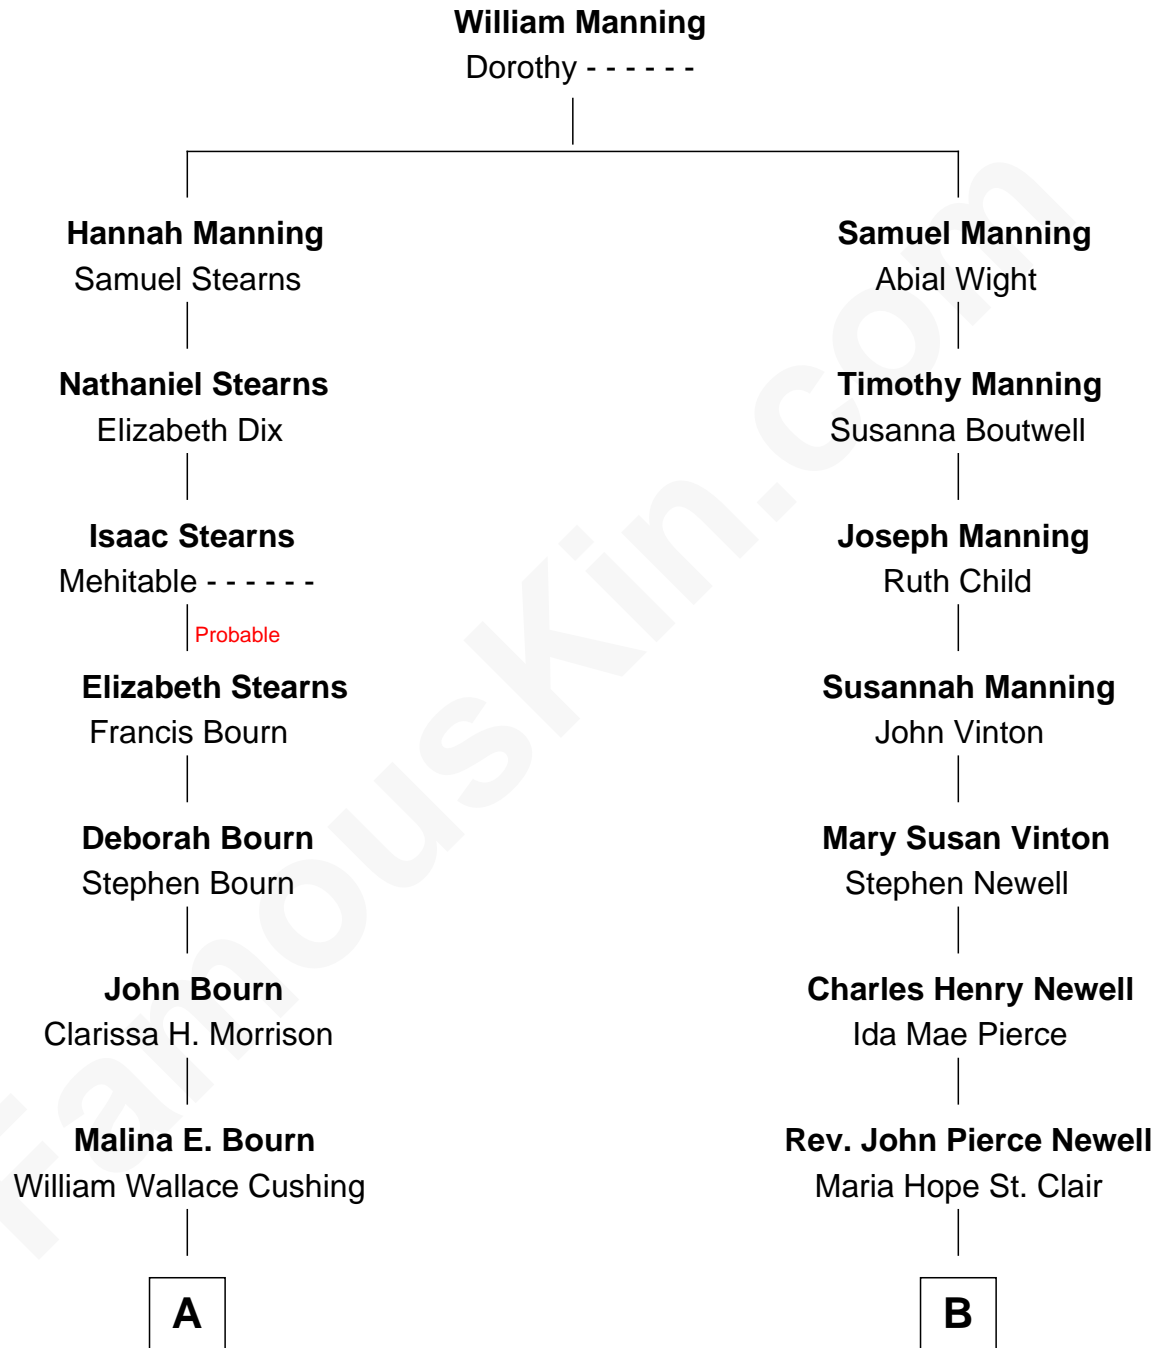 William Manning
Dorothy - - - - - -
Hannah Manning
Samuel Stearns
Samuel Manning
Abial Wight
Nathaniel Stearns
Elizabeth Dix
Timothy Manning
Susanna Boutwell
Isaac Stearns
Mehitable - - - - - -
Joseph Manning
Ruth Child
Probable
Elizabeth Stearns
Francis Bourn
Susannah Manning
John Vinton
Deborah Bourn
Stephen Bourn
Mary Susan Vinton
Stephen Newell
John Bourn
Clarissa H. Morrison
Charles Henry Newell
Ida Mae Pierce
Malina E. Bourn
William Wallace Cushing
Rev. John Pierce Newell
Maria Hope St. Clair
A
B
FamousKin.com